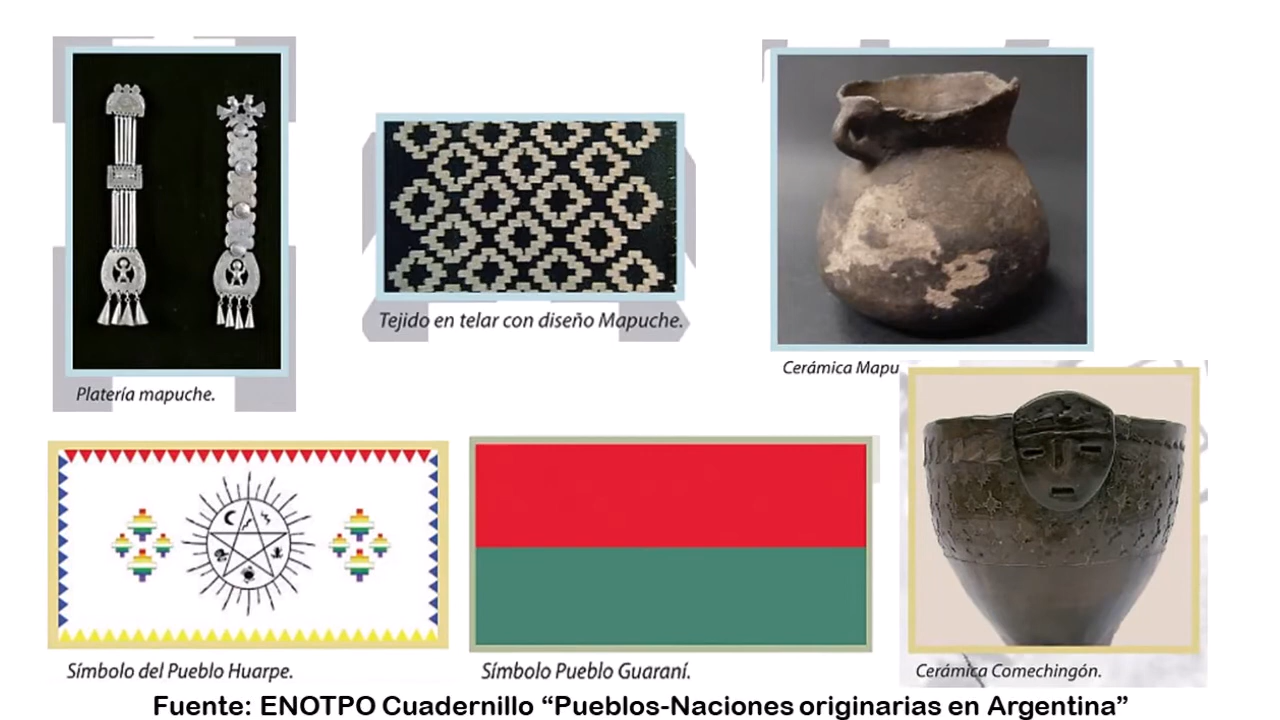 Platería mapuche.
Tejido en telar con diseño Mapuche.
Cerámica Mapu
Símbolo del Pueblo Huarpe.
Símbolo Pueblo Guaraní.
Cerámica Comechingón.
Fuente: ENOTPO Cuadernillo “Pueblos-Naciones originarias en Argentina”